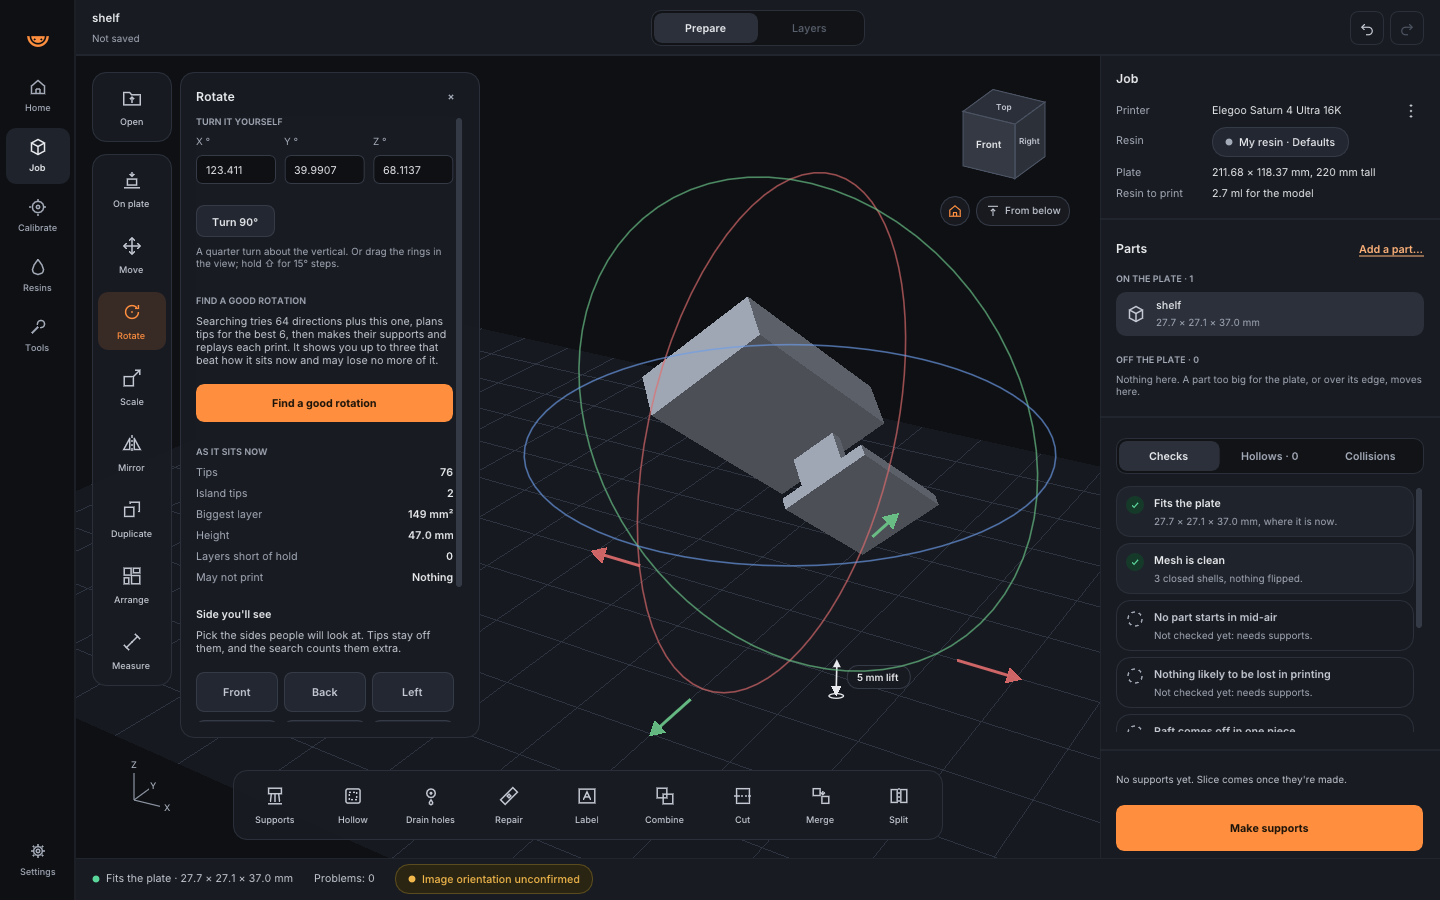 shelf
Not saved
Prepare
Layers
Home
Job
Calibrate
Resins
Tools
Settings
Open
On plate
Move
Rotate
Scale
Mirror
Duplicate
Arrange
Measure
Rotate
×
TURN IT YOURSELF
X ° Y ° Z °
123.411 39.9907 68.1137
Turn 90°
A quarter turn about the vertical. Or drag the rings in
the view; hold ⇧ for 15° steps.
FIND A GOOD ROTATION
Searching tries 64 directions plus this one, plans
tips for the best 6, then makes their supports and
replays each print. It shows you up to three that
beat how it sits now and may lose no more of it.
Find a good rotation
AS IT SITS NOW
Tips 76
Island tips 2
Biggest layer 149 mm²
Height 47.0 mm
Layers short of hold 0
May not print Nothing
Side you'll see
Pick the sides people will look at. Tips stay off
them, and the search counts them extra.
Front Back Left
Top
Front
Right
From below
5 mm lift
Z
Y
X
Supports
Hollow
Drain holes
Repair
Label
Combine
Cut
Merge
Split
Job
Printer Elegoo Saturn 4 Ultra 16K
Resin My resin · Defaults
Plate 211.68 × 118.37 mm, 220 mm tall
Resin to print 2.7 ml for the model
Parts
Add a part...
ON THE PLATE · 1
shelf
27.7 × 27.1 × 37.0 mm
OFF THE PLATE · 0
Nothing here. A part too big for the plate, or over its edge, moves
here.
Checks Hollows · 0 Collisions
Fits the plate
27.7 × 27.1 × 37.0 mm, where it is now.
Mesh is clean
3 closed shells, nothing flipped.
No part starts in mid-air
Not checked yet: needs supports.
Nothing likely to be lost in printing
Not checked yet: needs supports.
Raft comes off in one piece
No supports yet. Slice comes once they're made.
Make supports
Fits the plate · 27.7 × 27.1 × 37.0 mm
Problems: 0
Image orientation unconfirmed